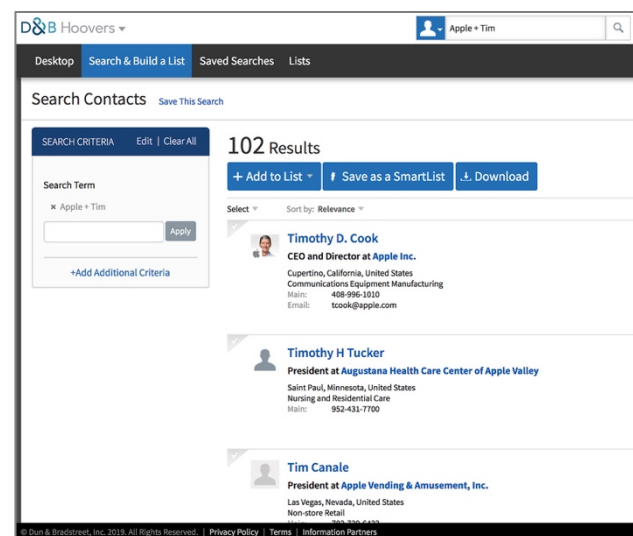 D&B Hoovers
Apple + Tim
Desktop Search & Build a List Saved Searches Lists
Search Contacts Save This Search
SEARCH CRITERIA Edit | Clear All
Search Term
× Apple + Tim
Apply
+Add Additional Criteria
102 Results
+ Add to List Save as a SmartList Download
Select Sort by: Relevance
Timothy D. Cook
CEO and Director at Apple Inc.
Cupertino, California, United States
Communications Equipment Manufacturing
Main: 408-996-1010
Email: tcook@apple.com
Timothy H Tucker
President at Augustana Health Care Center of Apple Valley
Saint Paul, Minnesota, United States
Nursing and Residential Care
Main: 952-431-7700
Tim Canale
President at Apple Vending & Amusement, Inc.
Las Vegas, Nevada, United States
Non-store Retail
© Dun & Bradstreet, Inc. 2019. All Rights Reserved. | Privacy Policy | Terms | Information Partners